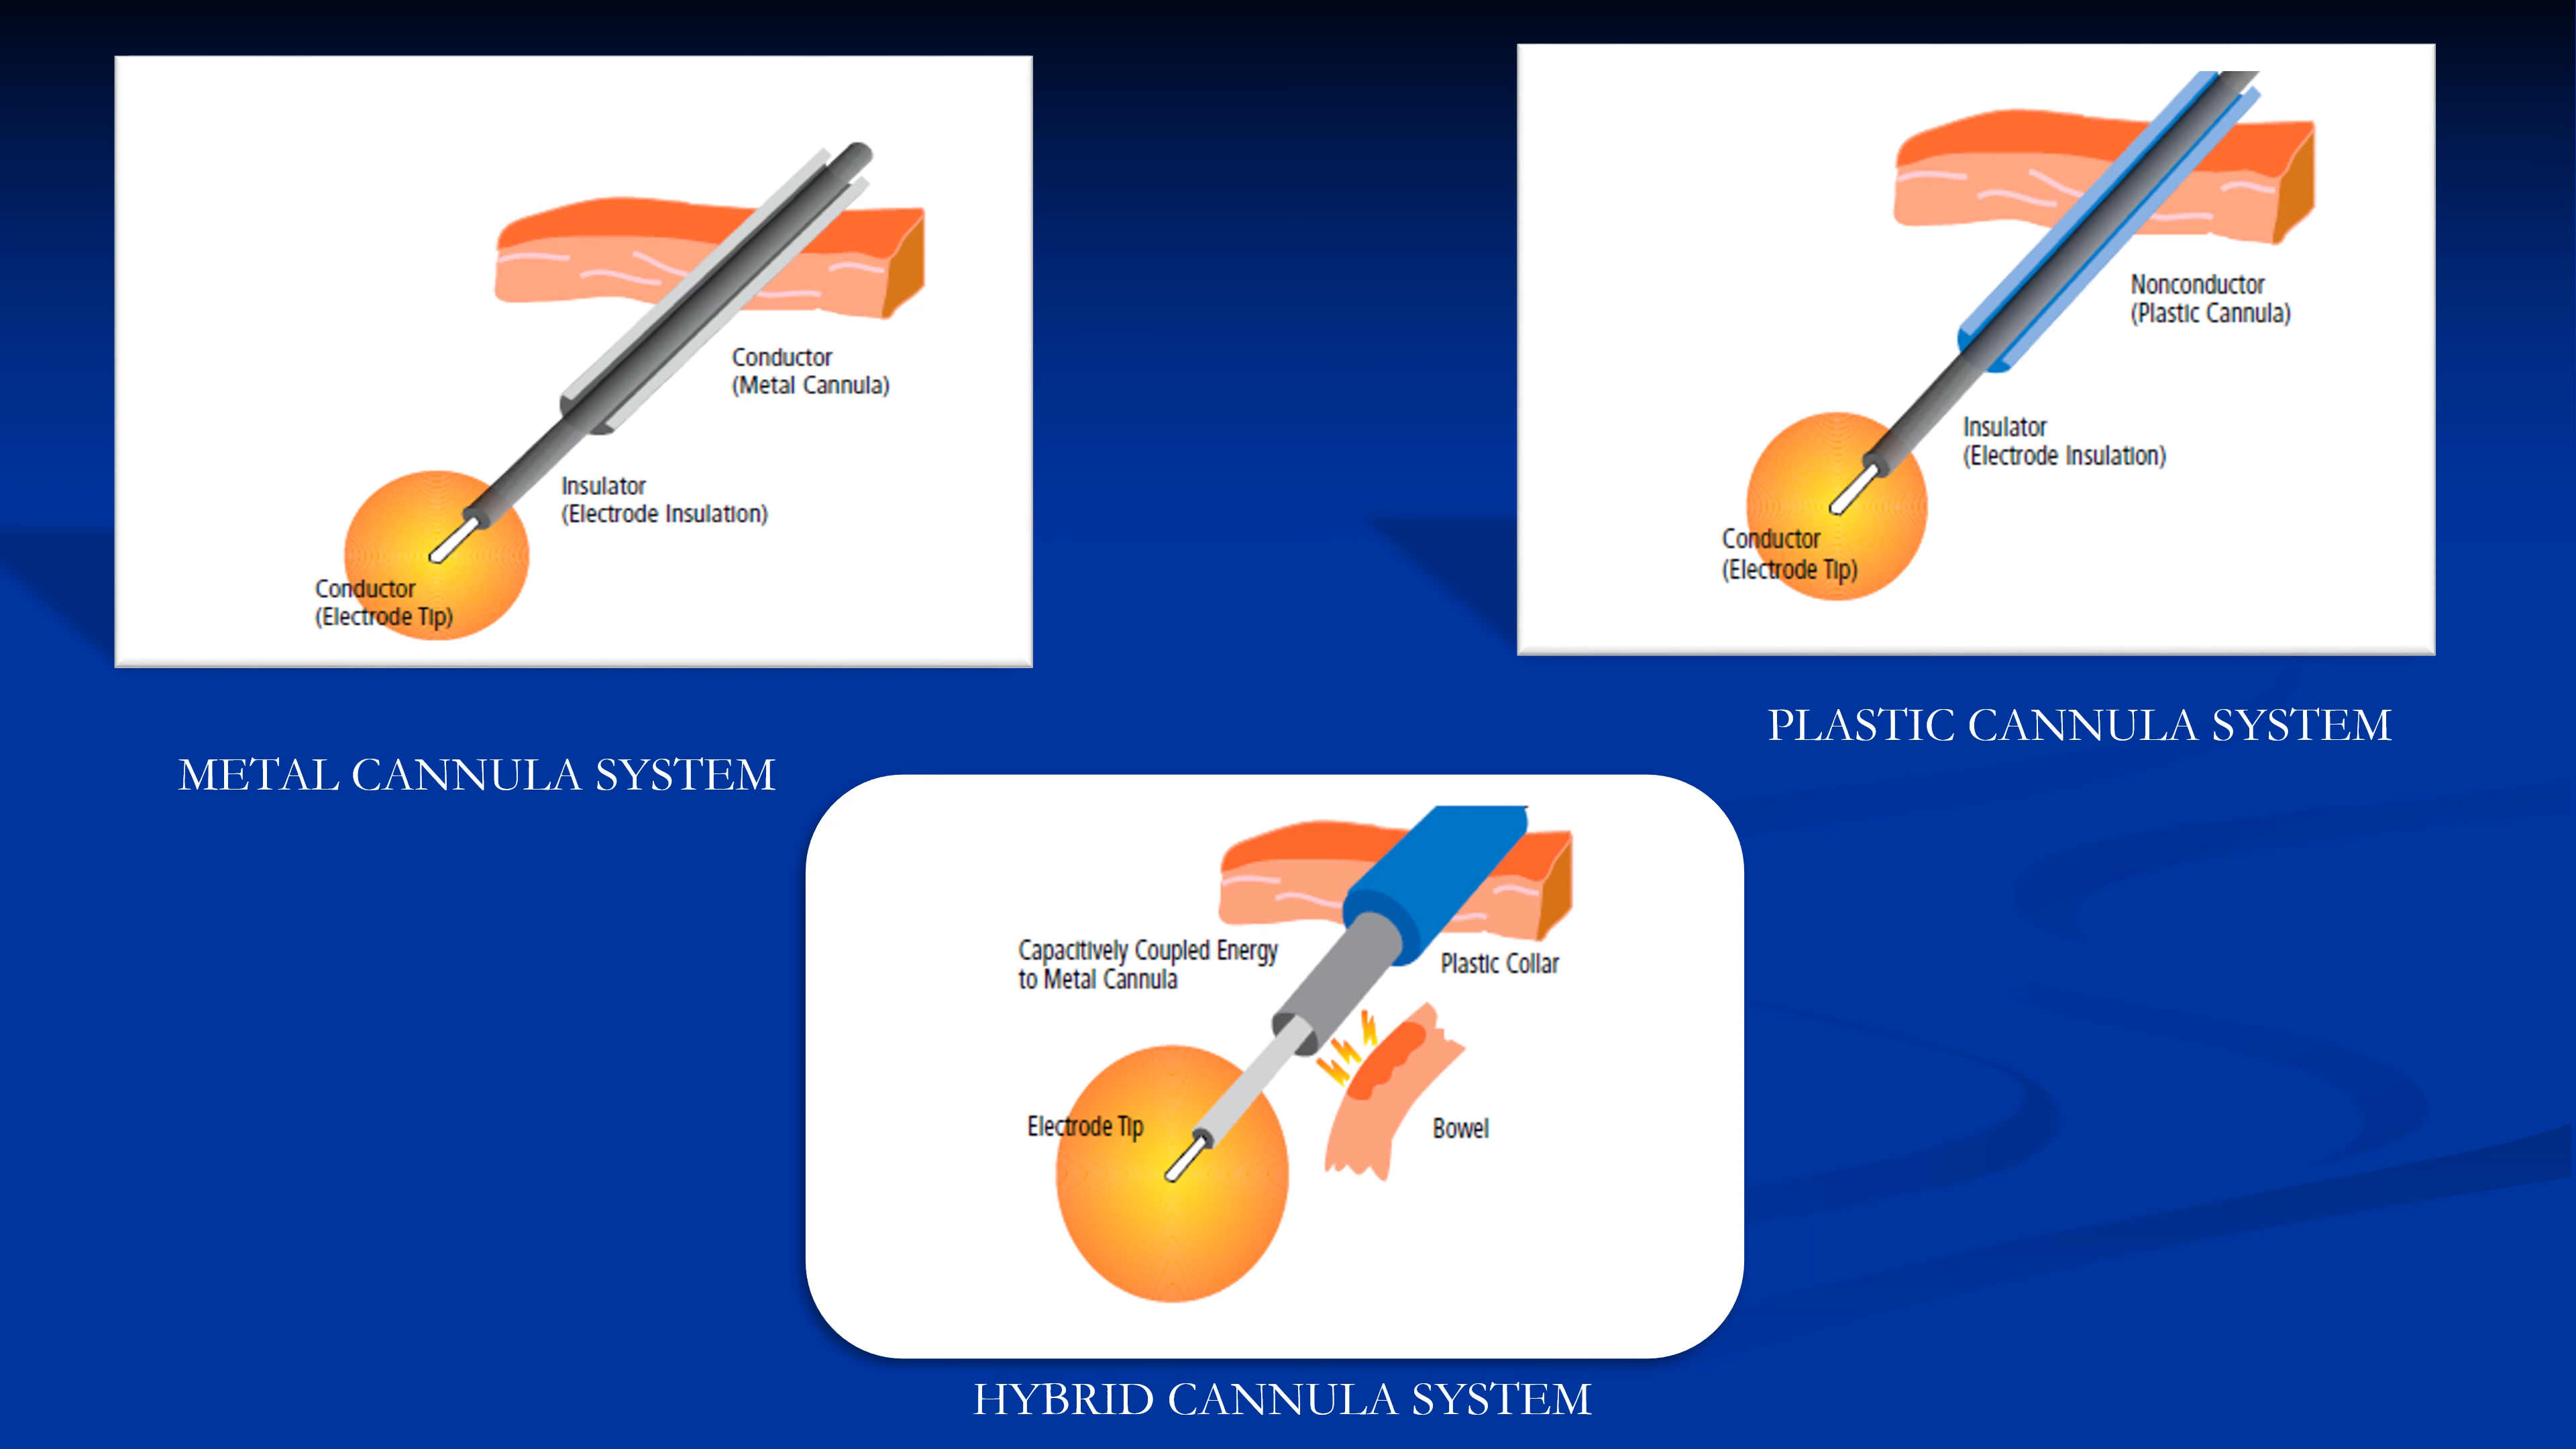 Conductor
(Metal Cannula)
Insulator
(Electrode Insulation)
Conductor
(Electrode Tip)
METAL CANNULA SYSTEM
Nonconductor
(Plastic Cannula)
Insulator
(Electrode Insulation)
Conductor
(Electrode Tip)
PLASTIC CANNULA SYSTEM
Capacitively Coupled Energy
to Metal Cannula
Plastic Collar
Electrode Tip
Bowel
HYBRID CANNULA SYSTEM